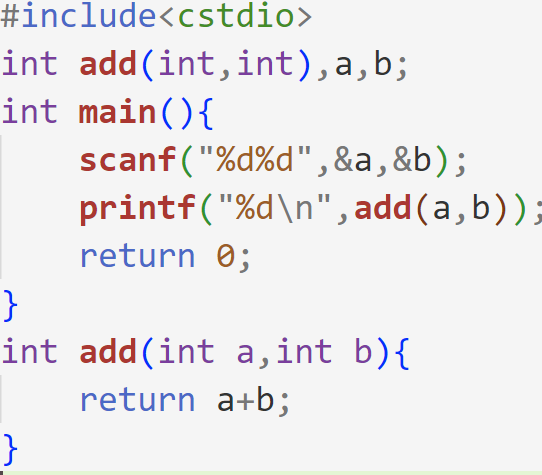 #include<cstdio>
int add(int,int),a,b;
int main(){
    scanf("%d%d",&a,&b);
    printf("%d\n",add(a,b));
    return 0;
}
int add(int a,int b){
    return a+b;
}